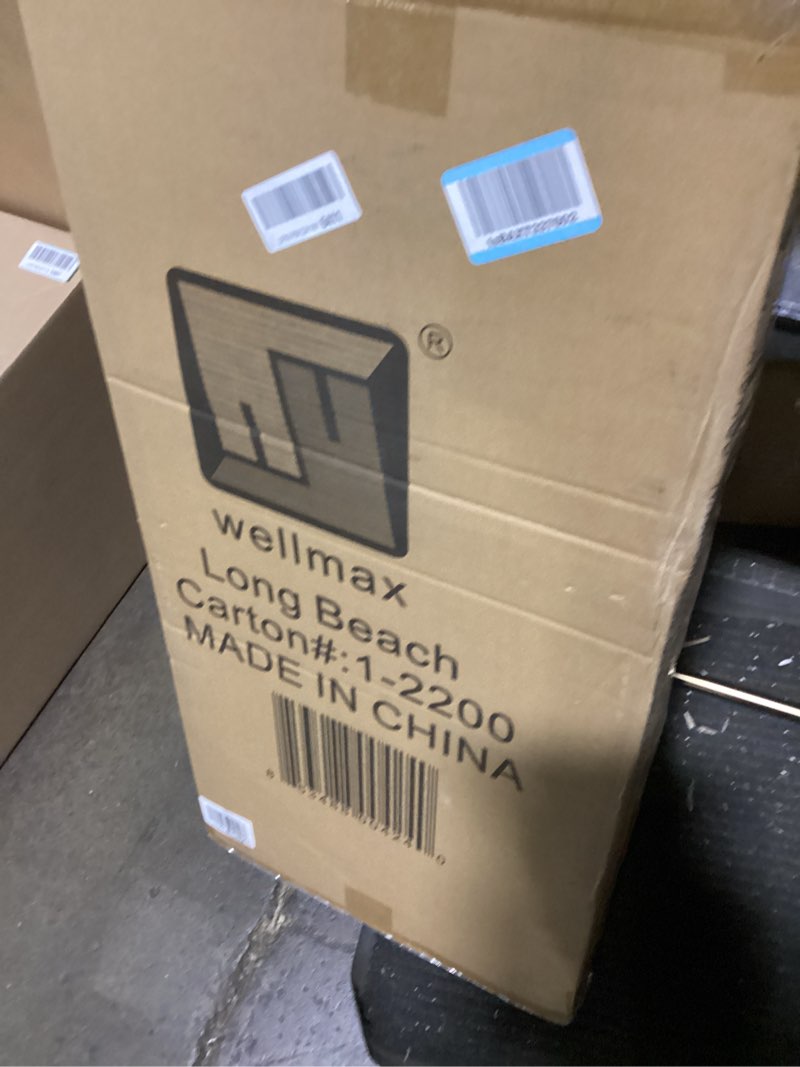 ®
wellmax
Long Beach
Carton#:1-2200
MADE IN CHINA